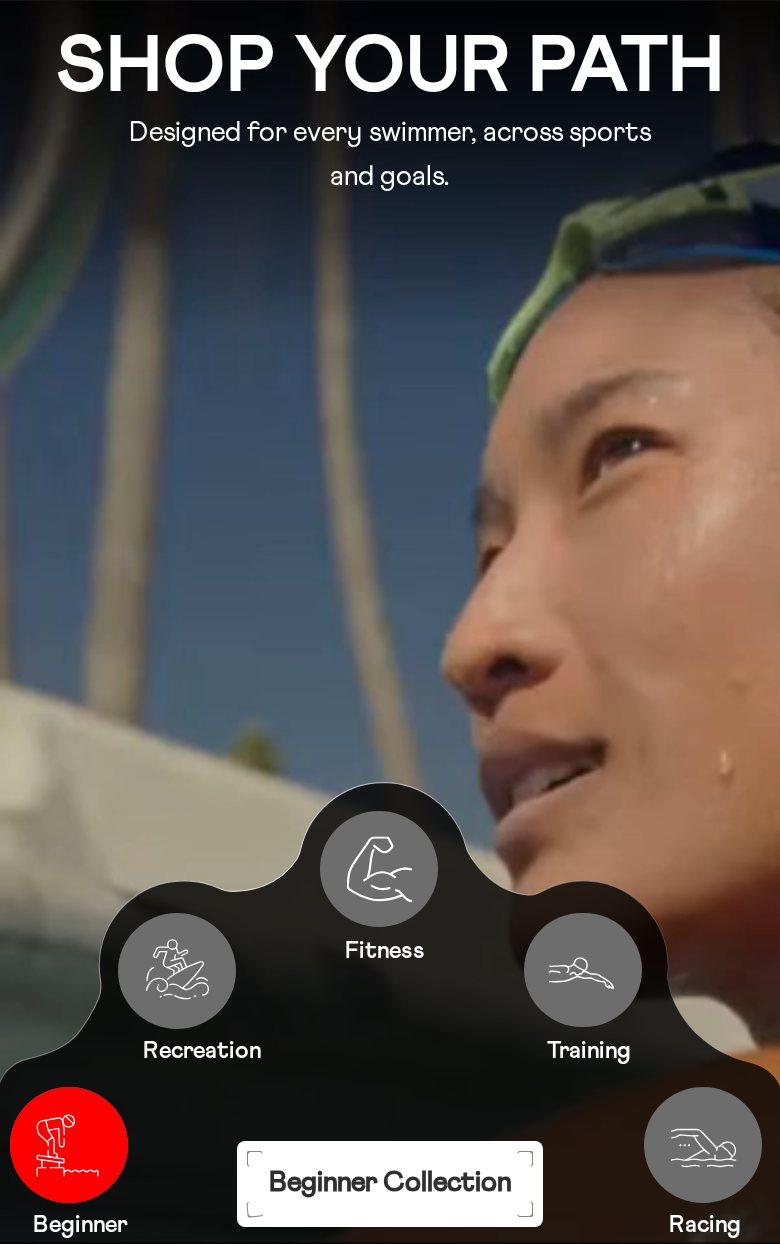 SHOP YOUR PATH
Designed for every swimmer, across sports
and goals.
Fitness
Recreation
Training
Beginner Collection
Beginner
Racing